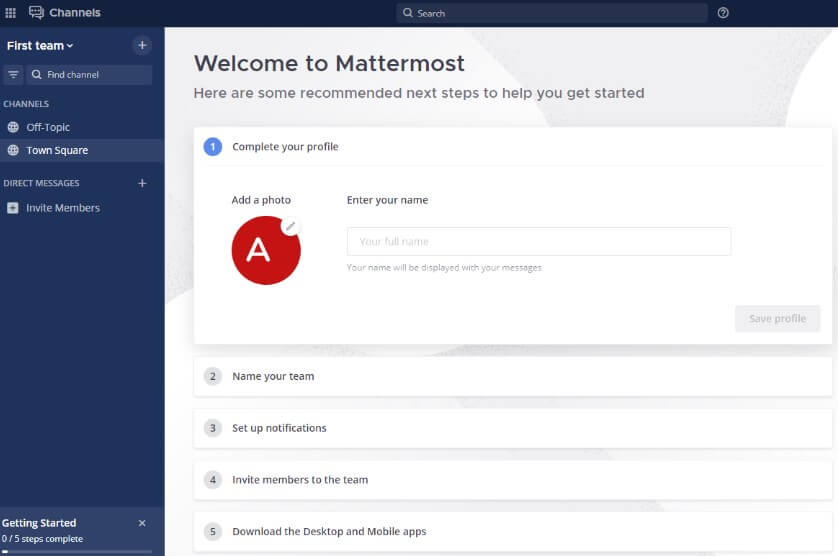 Channels
Search
First team
Find channel
CHANNELS
Off-Topic
Town Square
DIRECT MESSAGES
Invite Members
Getting Started
0 / 5 steps complete
Welcome to Mattermost
Here are some recommended next steps to help you get started
1 Complete your profile
Add a photo
Enter your name
A
Your full name
Your name will be displayed with your messages
Save profile
2 Name your team
3 Set up notifications
4 Invite members to the team
5 Download the Desktop and Mobile apps